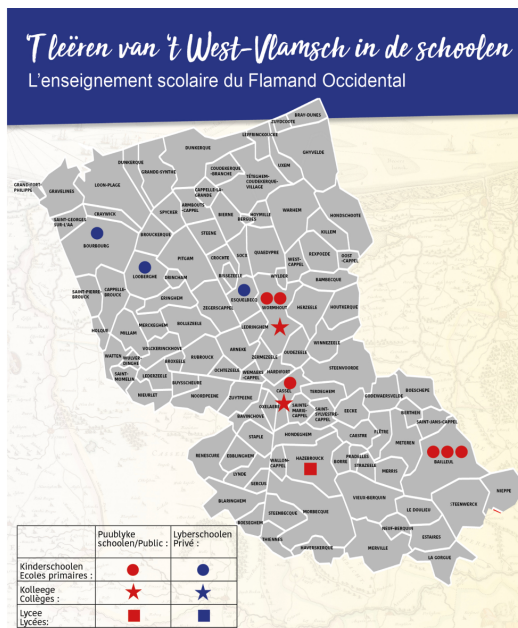 'T leëren van 't West-Vlamsch in de schoolen
L'enseignement scolaire du Flamand Occidental
BRAY-DUNES
ZUYDCOOTE
LEFFRINCKOUCKE
GHYVELDE
DUNKERQUE
DUNKERQUE
UXEM
GRAND-FORT-
PHILIPPE
GRAVELINES
LOON-PLAGE
GRANDE-SYNTHE
COUDEKERQUE
-BRANCHE
TÉTEGHEM-
COUDEKERQUE-
VILLAGE
CAPPELLE-LA-
GRANDE
ARMBOUTS
-CAPPEL
SAINT-GEORGES
SUR-L'AA
CRAYWICK
SPYCKER
BIERNE
HOYMILLE
BERGUES
WARHEM
HONDSCHOOTE
BOURBOURG
BROUCKERQUE
STEENE
KILLEM
LOOBERGHE
PITGAM
CROCHTE
SOCX
QUAEDYPRE
WEST-
CAPPEL
REXPOEDE
OOST
-CAPPEL
BISSEZEELE
WYLDER
BAMBECQUE
SAINT-PIERRE-
BROUCK
CAPPELLE-
BROUCK
DRINCHAM
ERINGHEM
ZEGERSCAPPEL
ESQUELBECQ
WORMHOUT
HERZEELE
HOUTKERQUE
HOLQUE
MILLAM
MERCKEGHEM
BOLLEZEELE
LEDRINGHEM
WATTEN
WULVER-
DINGHE
VOLCKERINCKHOVE
BROXEELE
RUBROUCK
ARNEKE
ZERMEZEELE
OUDEZEELE
WINNEZEELE
SAINT-
MOMELIN
LEDERZEELE
NIEURLET
BUYSSCHEURE
NOORDPEENE
OCHTEZEELE
WEMAERS
-CAPPEL
HARDIFORT
STEENVOORDE
CASSEL
ZUYTPEENE
OXELAERE
SAINTE-
MARIE-
CAPPEL
TERDEGHEM
SAINT-
SYLVESTRE
-CAPPEL
GODEWAERSVELDE
BOESCHEPE
BAVINCHOVE
EECKE
BERTHEN
SAINT-JANS-CAPPEL
STAPLE
HONDEGHEM
CAESTRE
FLÊTRE
METEREN
BAILLEUL
RENESCURE
EBBLINGHEM
WALLON-
CAPPEL
HAZEBROUCK
BORRE
PRADELLES
STRAZEELE
MERRIS
LYNDE
SERCUS
NIEPPE
BLARINGHEM
STEENBECQUE
MORBECQUE
VIEUX-BERQUIN
LE DOULIEU
STEENWERCK
BOESEGHEM
THIENNES
HAVERSKERQUE
NEUF-BERQUIN
MERVILLE
ESTAIRES
LA GORGUE
Puublyke
schoolen/Public :
Lyberschoolen
Privé :
Kinderschoolen
Ecoles primaires :
Kolleege
Collèges :
Lycee
Lycées: